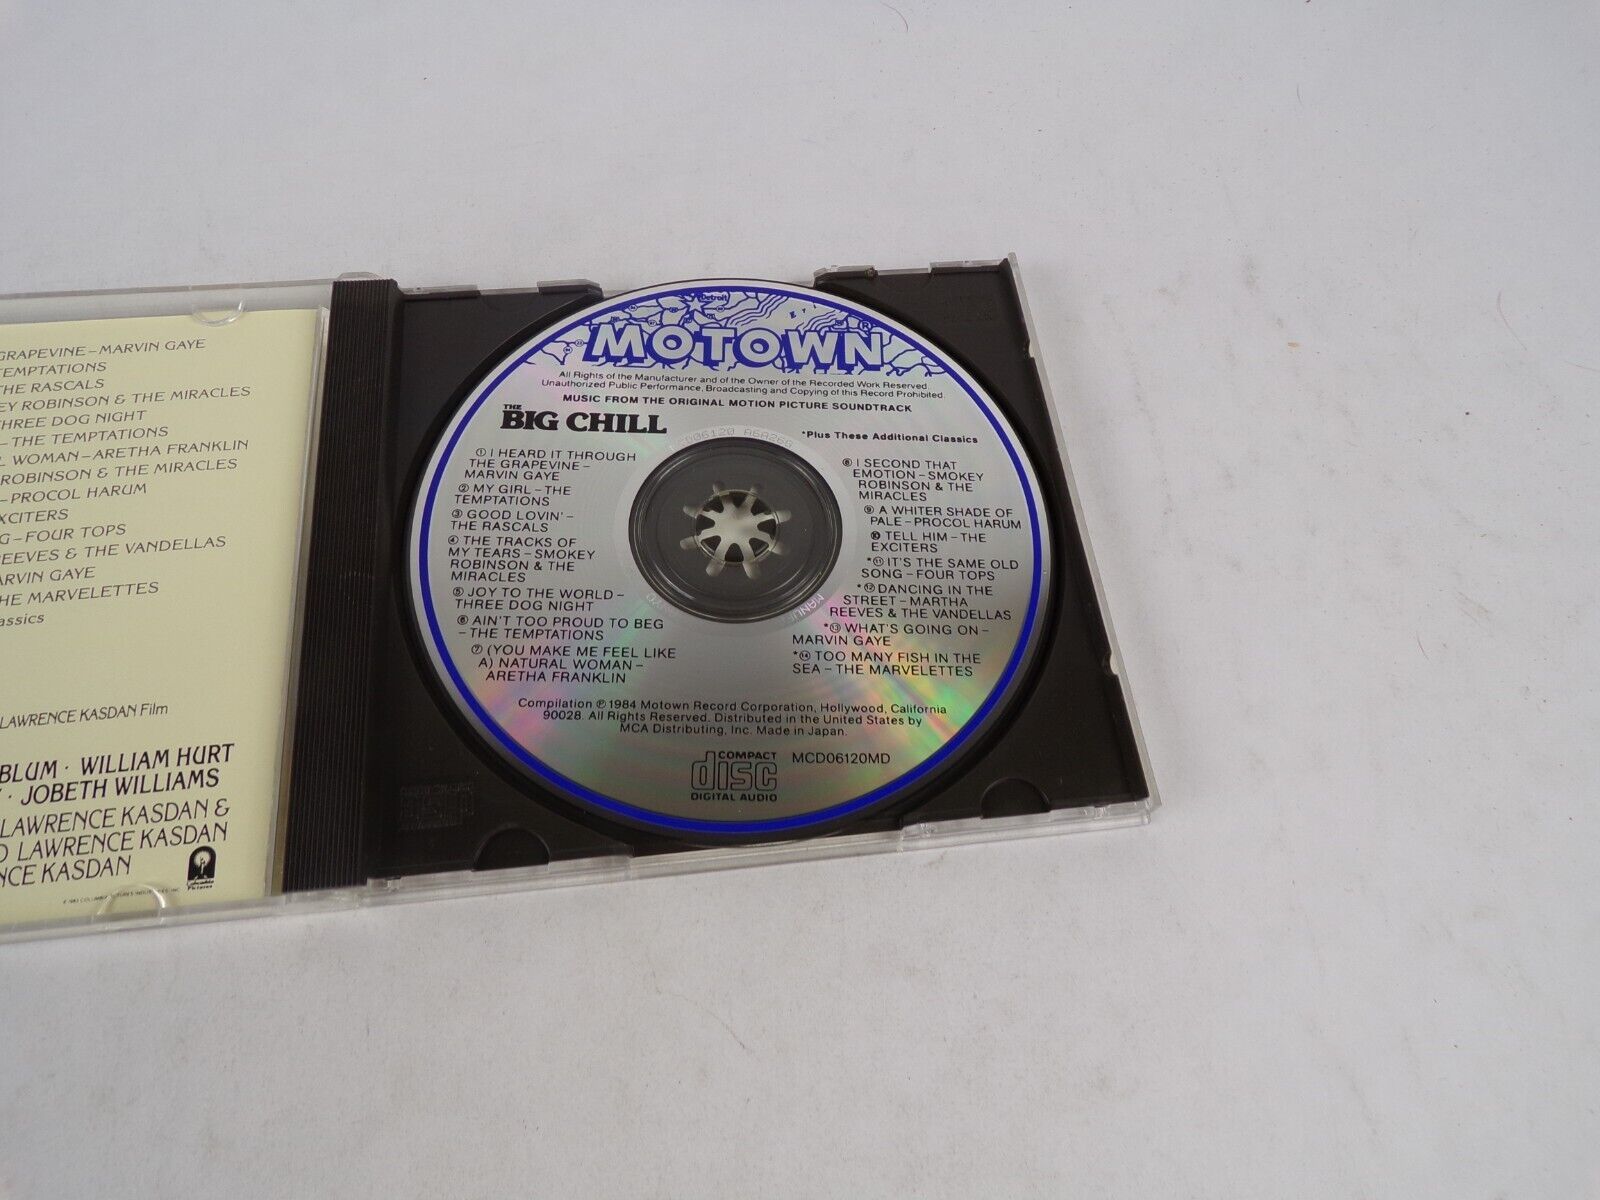 GRAPEVINE–MARVIN GAYE
TEMPTATIONS
THE RASCALS
EY ROBINSON & THE MIRACLES
THREE DOG NIGHT
–THE TEMPTATIONS
L WOMAN–ARETHA FRANKLIN
ROBINSON & THE MIRACLES
–PROCOL HARUM
XCITERS
G–FOUR TOPS
REEVES & THE VANDELLAS
ARVIN GAYE
HE MARVELETTES
assics
LAWRENCE KASDAN Film
BLUM · WILLIAM HURT
· JOBETH WILLIAMS
LAWRENCE KASDAN &
D LAWRENCE KASDAN
NCE KASDAN
Columbia
Pictures
Detroit
MOTOWN®
All Rights of the Manufacturer and of the Owner of the Recorded Work Reserved.
Unauthorized Public Performance, Broadcasting and Copying of this Record Prohibited.
MUSIC FROM THE ORIGINAL MOTION PICTURE SOUNDTRACK
THE
BIG CHILL
*Plus These Additional Classics
① I HEARD IT THROUGH
THE GRAPEVINE–
MARVIN GAYE
② MY GIRL–THE
TEMPTATIONS
③ GOOD LOVIN'–
THE RASCALS
④ THE TRACKS OF
MY TEARS–SMOKEY
ROBINSON & THE
MIRACLES
⑤ JOY TO THE WORLD–
THREE DOG NIGHT
⑥ AIN'T TOO PROUD TO BEG
–THE TEMPTATIONS
⑦ (YOU MAKE ME FEEL LIKE
A) NATURAL WOMAN–
ARETHA FRANKLIN
⑧ I SECOND THAT
EMOTION–SMOKEY
ROBINSON & THE
MIRACLES
⑨ A WHITER SHADE OF
PALE–PROCOL HARUM
⑩ TELL HIM–THE
EXCITERS
*⑪ IT'S THE SAME OLD
SONG–FOUR TOPS
*⑫ DANCING IN THE
STREET–MARTHA
REEVES & THE VANDELLAS
*⑬ WHAT'S GOING ON–
MARVIN GAYE
*⑭ TOO MANY FISH IN THE
SEA–THE MARVELETTES
Compilation ℗ 1984 Motown Record Corporation, Hollywood, California
90028. All Rights Reserved. Distributed in the United States by
MCA Distributing, Inc. Made in Japan.
COMPACT
disc
DIGITAL AUDIO
MCD06120MD